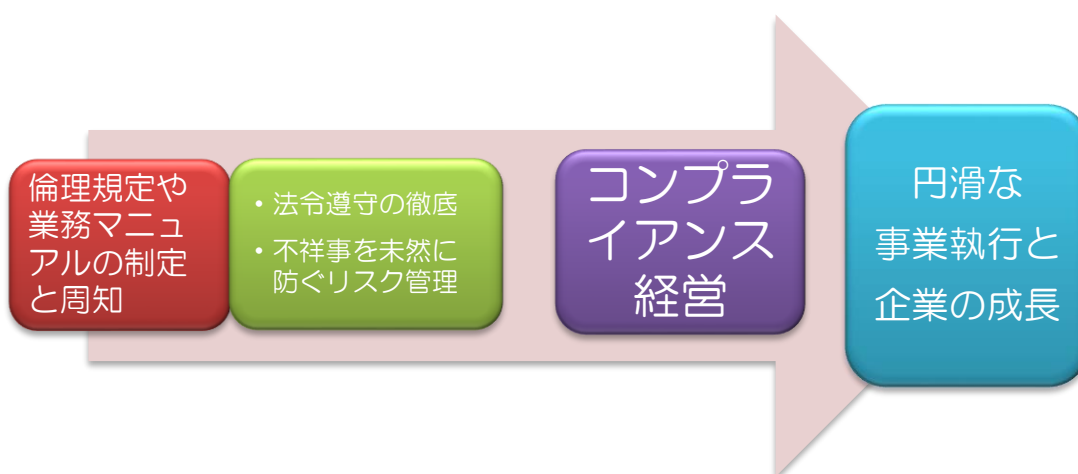 倫理規定や
業務マニュ
アルの制定
と周知
・法令遵守の徹底
・不祥事を未然に
防ぐリスク管理
コンプラ
イアンス
経営
円滑な
事業執行と
企業の成長